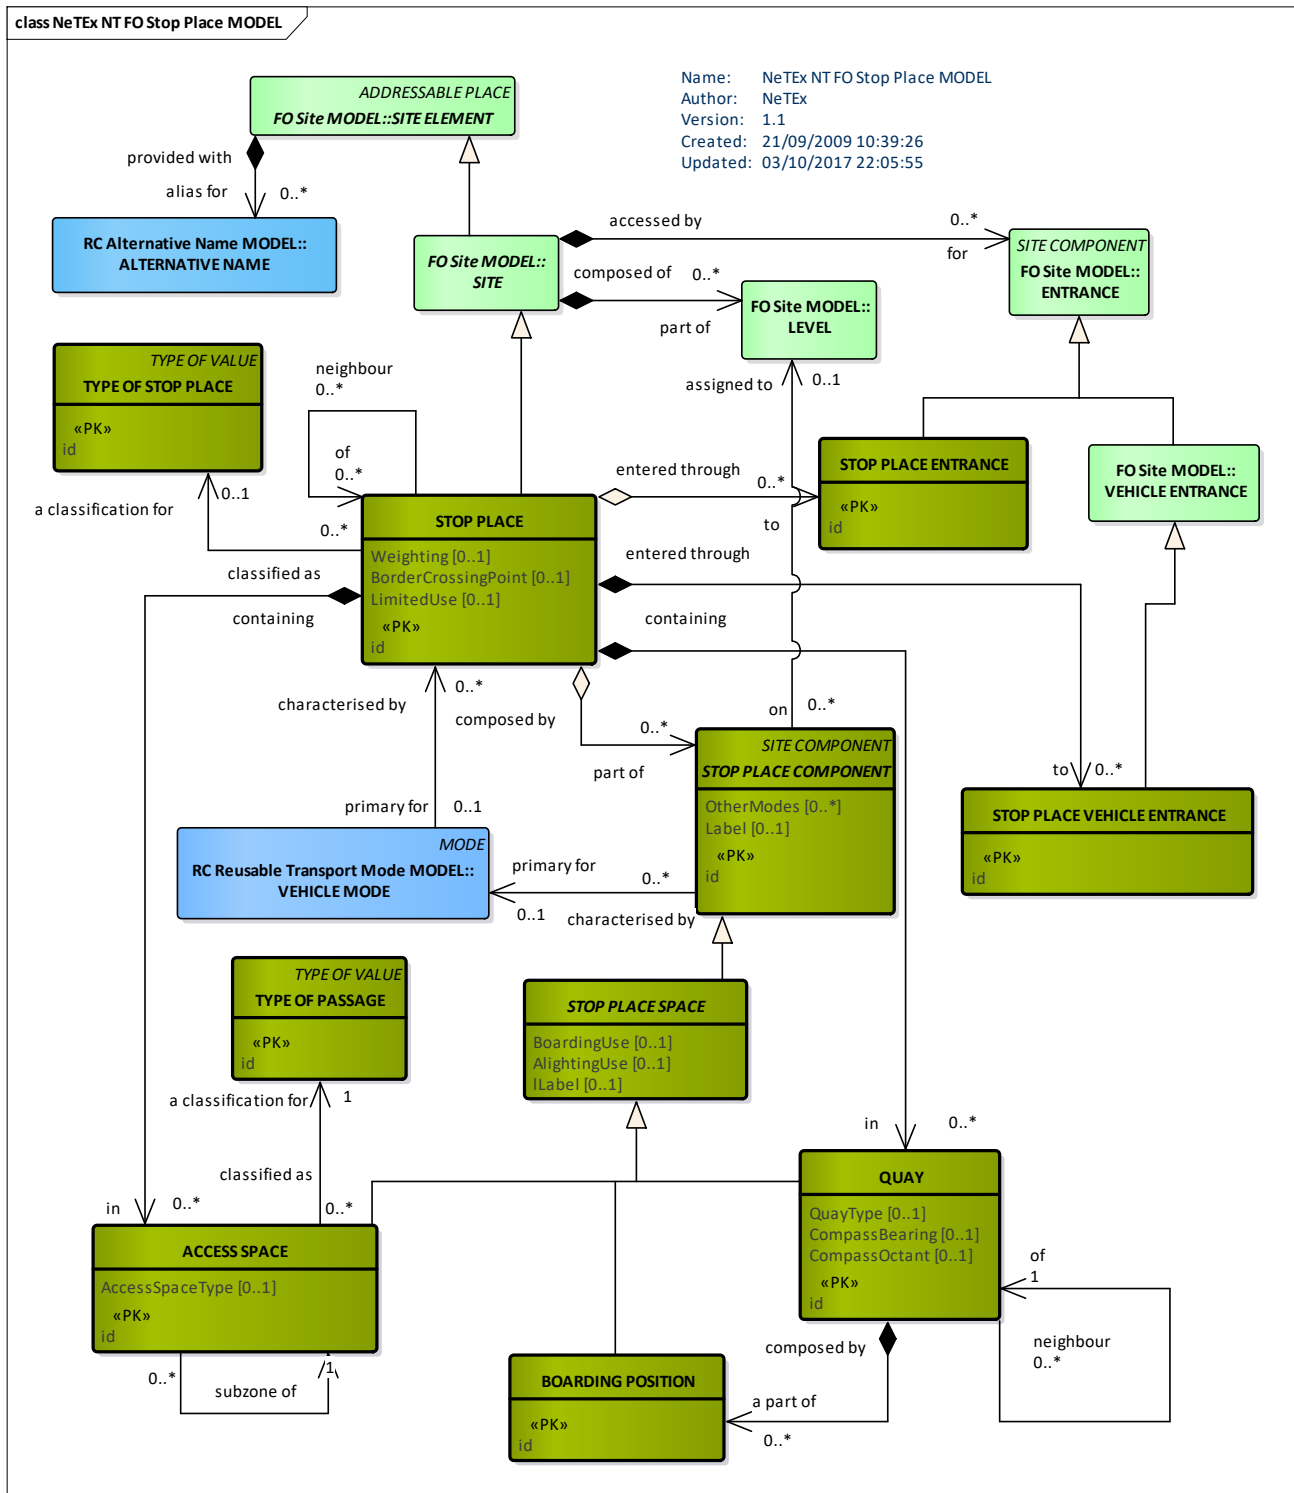 class NeTEx NT FO Stop Place MODEL
Name: NeTEx NT FO Stop Place MODEL
Author: NeTEx
Version: 1.1
Created: 21/09/2009 10:39:26
Updated: 03/10/2017 22:05:55
ADDRESSABLE PLACE
FO Site MODEL::SITE ELEMENT
provided with
alias for
0..*
RC Alternative Name MODEL::
ALTERNATIVE NAME
FO Site MODEL::
SITE
accessed by
0..*
for
composed of
0..*
part of
SITE COMPONENT
FO Site MODEL::
ENTRANCE
FO Site MODEL::
LEVEL
assigned to
0..1
TYPE OF VALUE
TYPE OF STOP PLACE
«PK»
id
neighbour
0..*
of
0..*
a classification for
0..1
0..*
classified as
containing
STOP PLACE
Weighting [0..1]
BorderCrossingPoint [0..1]
LimitedUse [0..1]
«PK»
id
entered through
0..*
to
STOP PLACE ENTRANCE
«PK»
id
FO Site MODEL::
VEHICLE ENTRANCE
entered through
containing
characterised by
0..*
composed by
0..*
part of
on
0..*
SITE COMPONENT
STOP PLACE COMPONENT
OtherModes [0..*]
Label [0..1]
«PK»
id
to
0..*
STOP PLACE VEHICLE ENTRANCE
«PK»
id
primary for
0..1
MODE
RC Reusable Transport Mode MODEL::
VEHICLE MODE
primary for
0..*
0..1
characterised by
TYPE OF VALUE
TYPE OF PASSAGE
«PK»
id
STOP PLACE SPACE
BoardingUse [0..1]
AlightingUse [0..1]
lLabel [0..1]
a classification for
1
classified as
0..*
in
0..*
in
0..*
ACCESS SPACE
AccessSpaceType [0..1]
«PK»
id
0..*
1
subzone of
QUAY
QuayType [0..1]
CompassBearing [0..1]
CompassOctant [0..1]
«PK»
id
of
1
neighbour
0..*
composed by
a part of
0..*
BOARDING POSITION
«PK»
id